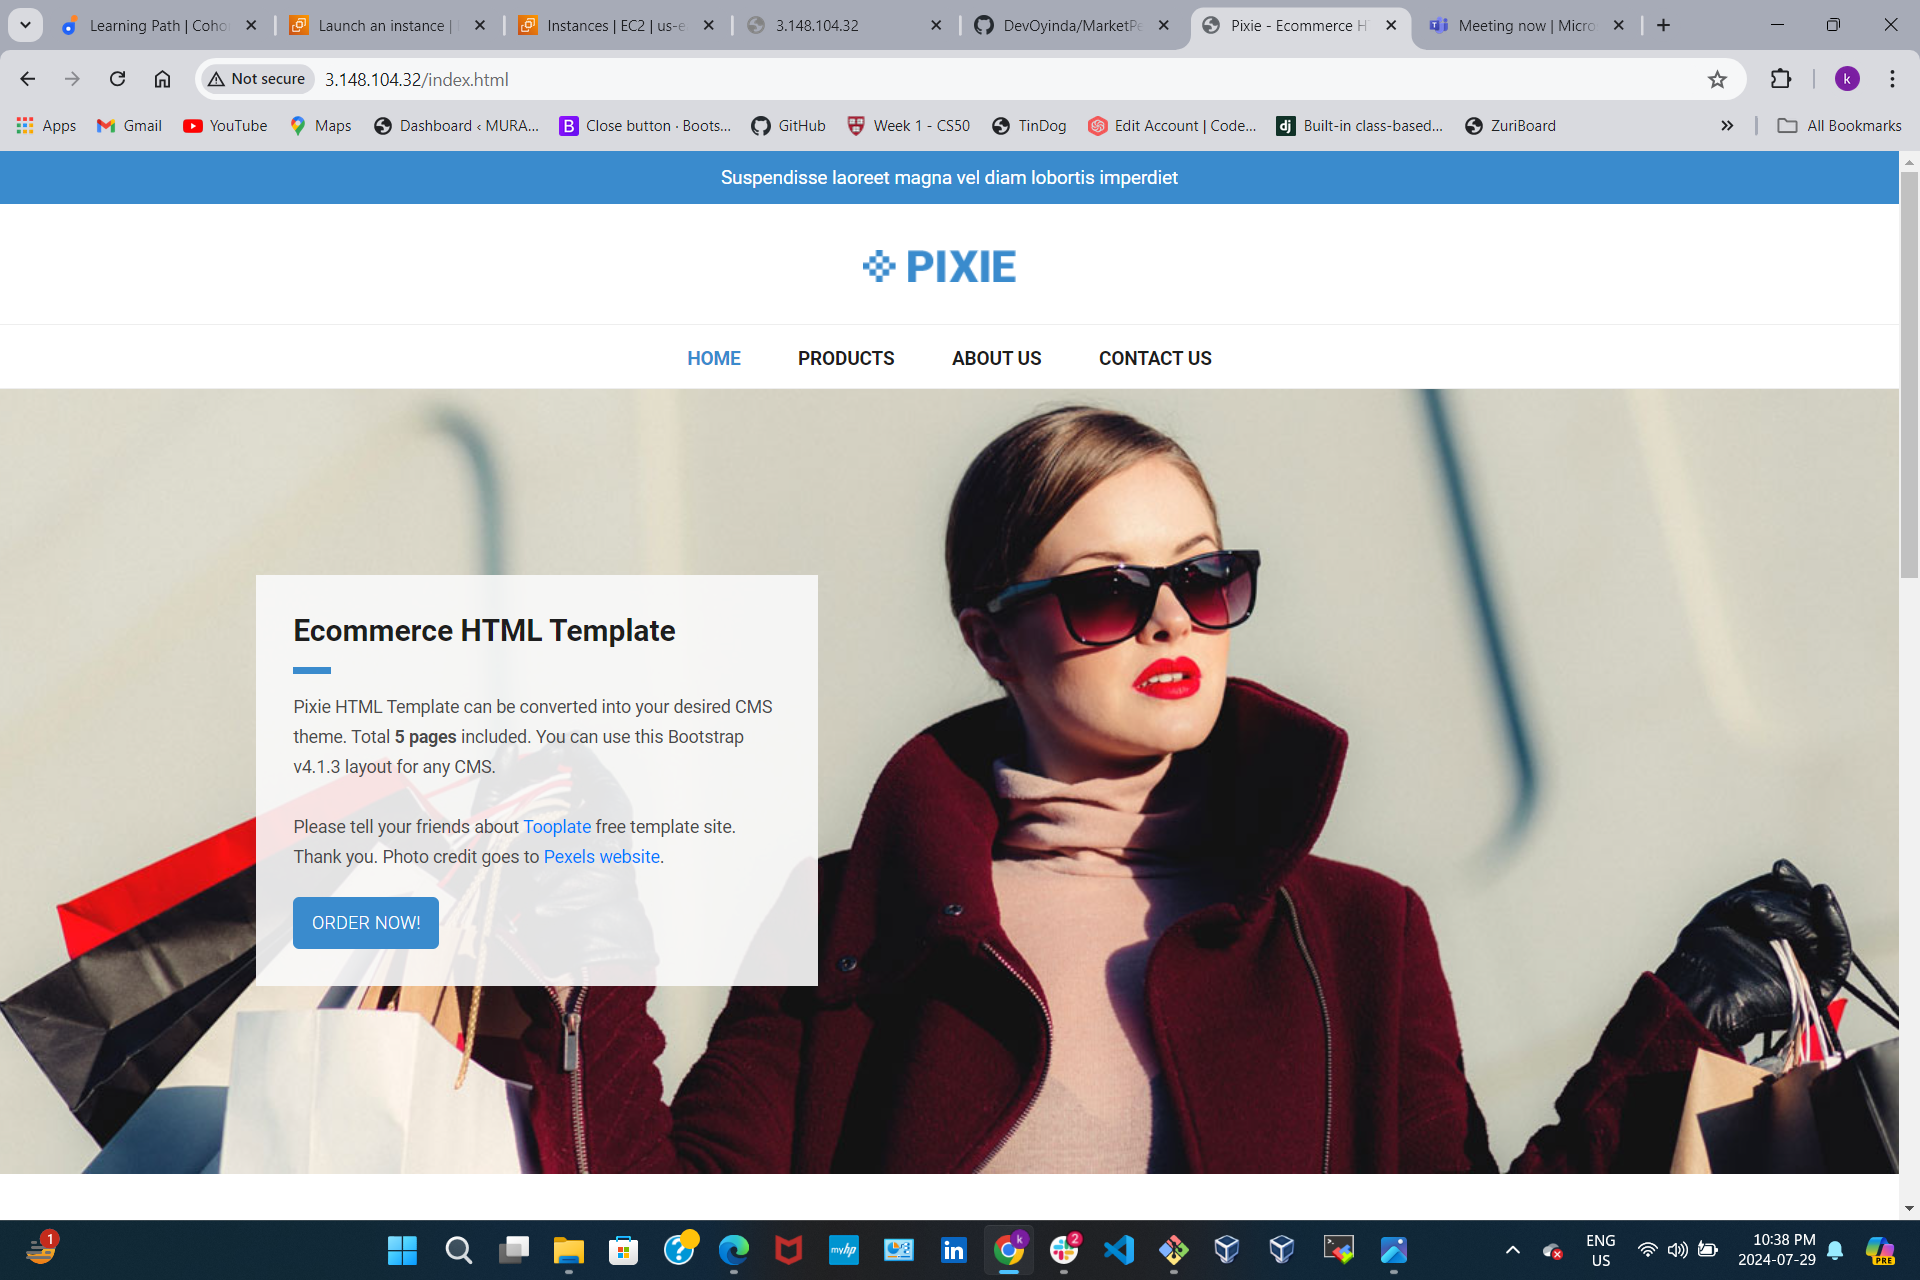 Learning Path | Coho
Launch an instance |
Instances | EC2 | us-e
3.148.104.32
DevOyinda/MarketPe
Pixie - Ecommerce H
Meeting now | Micro
Not secure
3.148.104.32/index.html
k
Apps
Gmail
YouTube
Maps
Dashboard ‹ MURA...
B
Close button · Boots...
GitHub
Week 1 - CS50
TinDog
Edit Account | Code...
dj
Built-in class-based...
ZuriBoard
»
All Bookmarks
Suspendisse laoreet magna vel diam lobortis imperdiet
PIXIE
HOME
PRODUCTS
ABOUT US
CONTACT US
Ecommerce HTML Template
Pixie HTML Template can be converted into your desired CMS
theme. Total 5 pages included. You can use this Bootstrap
v4.1.3 layout for any CMS.
Please tell your friends about Tooplate free template site.
Thank you. Photo credit goes to Pexels website.
ORDER NOW!
1
?
myhp
in
k
2
ENG
US
10:38 PM
2024-07-29
PRE